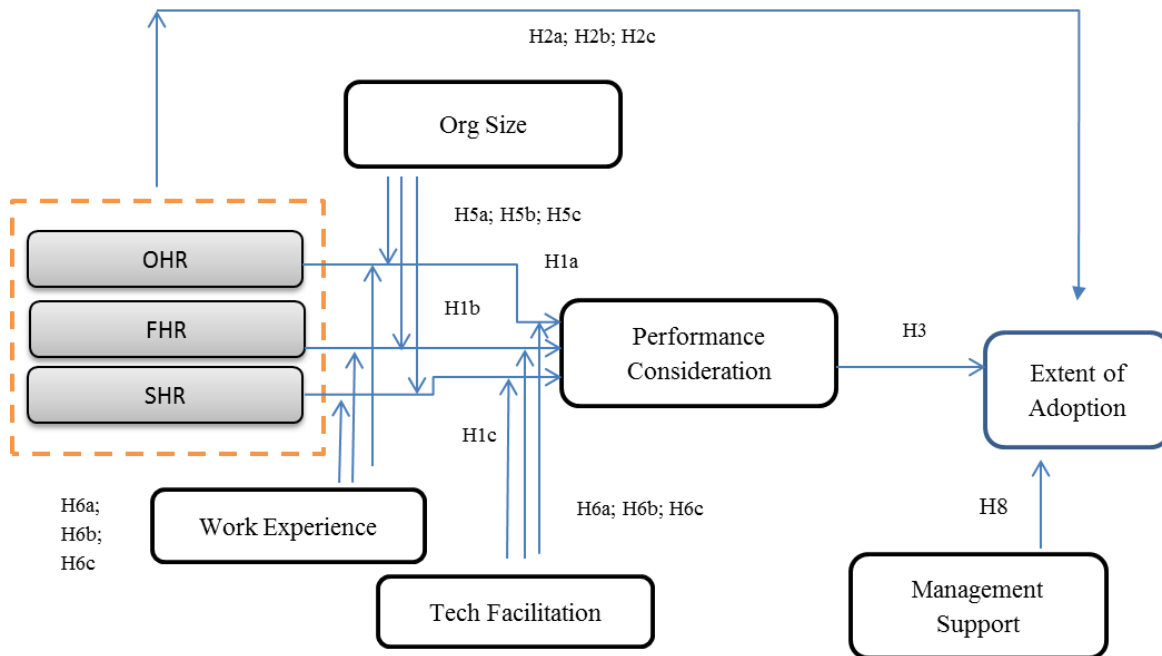 H2a; H2b; H2c
Org Size
H5a; H5b; H5c
OHR
H1a
FHR
H1b
Performance
Consideration
H3
Extent of
Adoption
SHR
H1c
H6a;
H6b;
H6c
Work Experience
H6a; H6b; H6c
H8
Tech Facilitation
Management
Support